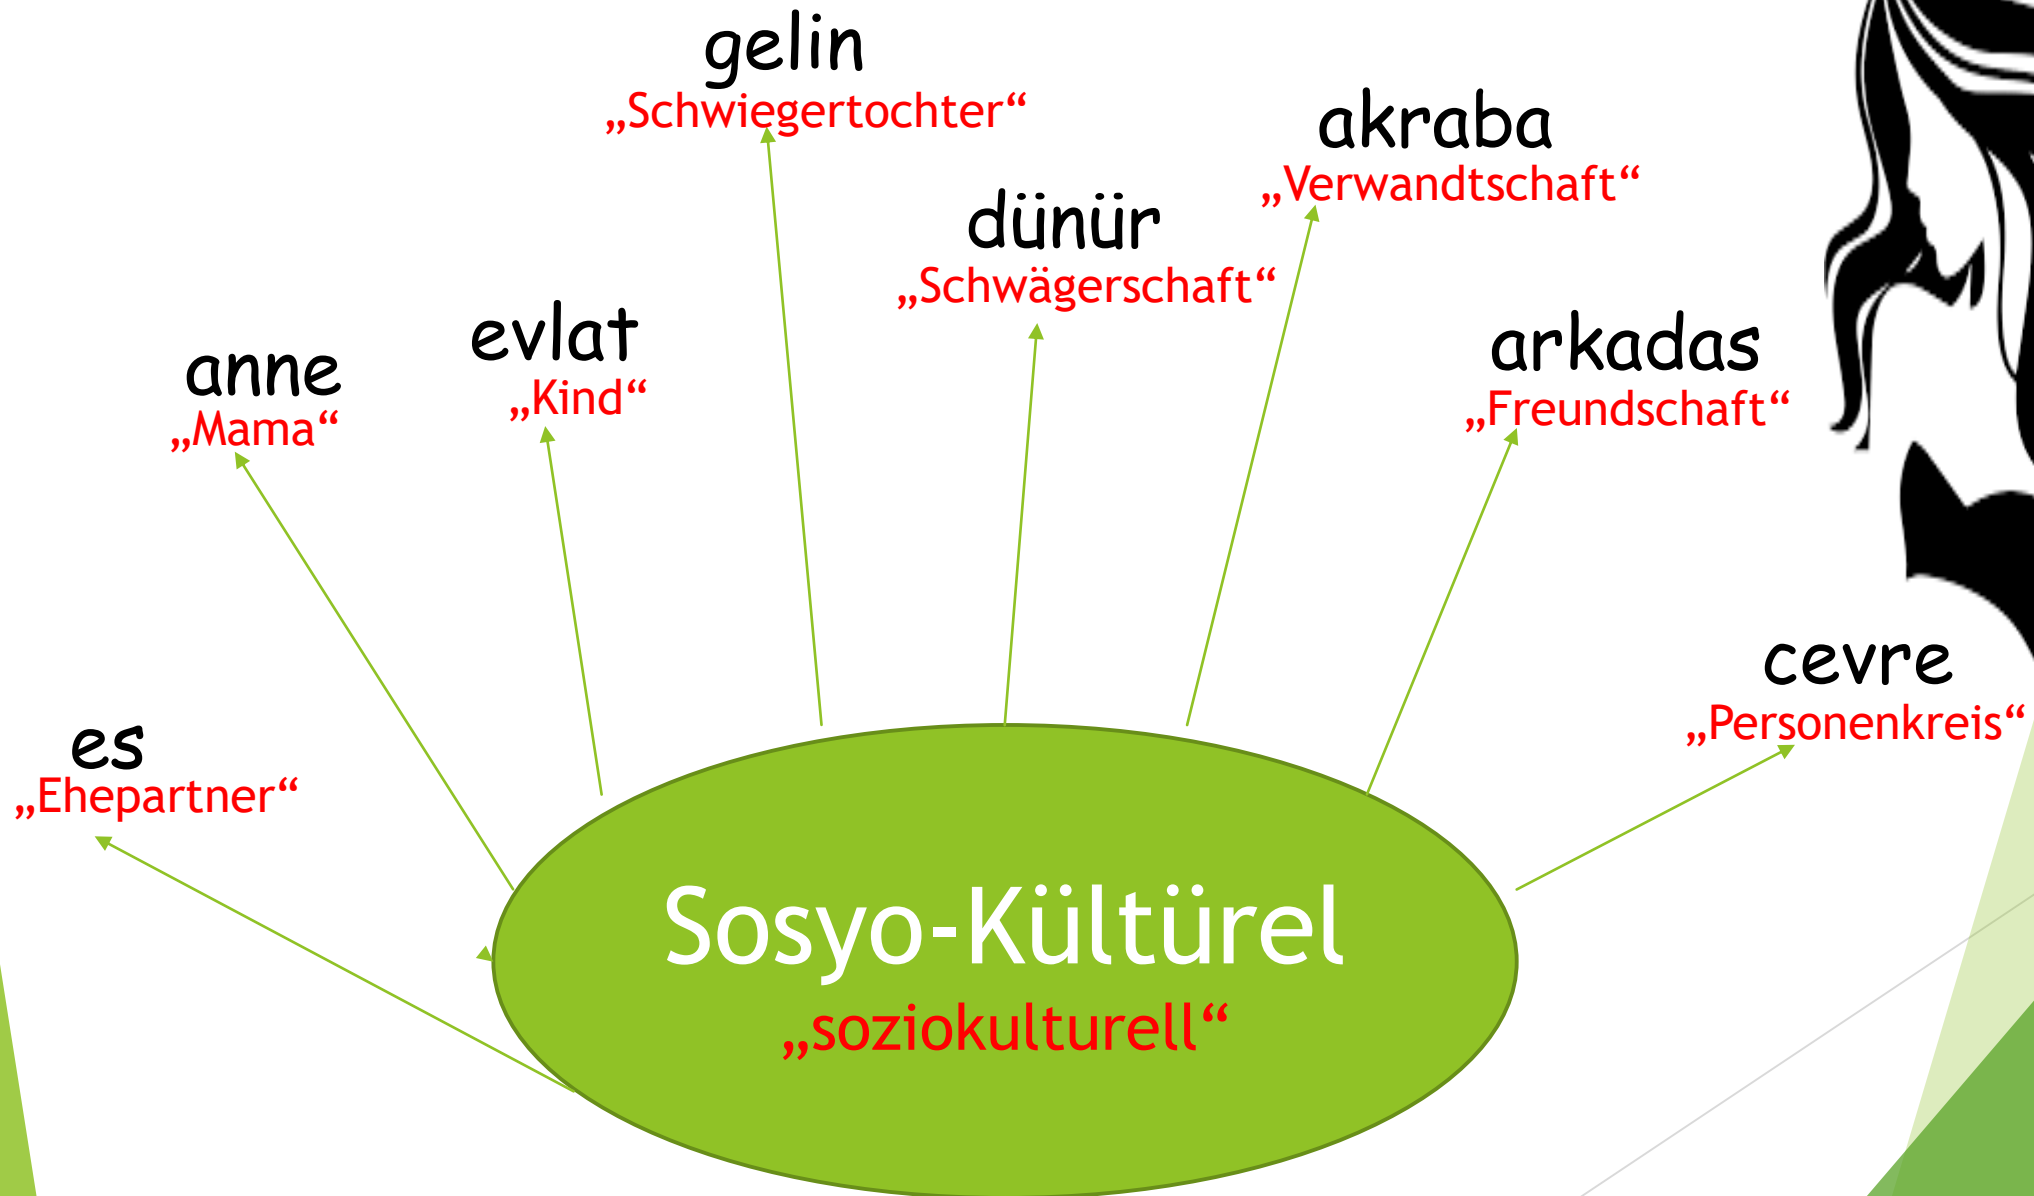 gelin
„Schwiegertochter“
akraba
„Verwandtschaft“
dünür
„Schwägerschaft“
evlat
„Kind“
anne
„Mama“
arkadas
„Freundschaft“
cevre
„Personenkreis“
es
„Ehepartner“
Sosyo-Kültürel
„soziokulturell“